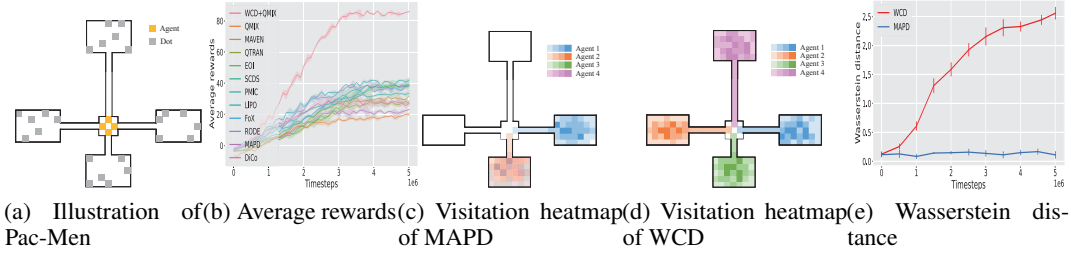 Agent
Dot
Average rewards
80
60
40
20
0
WCD+QMIX
QMIX
MAVEN
QTRAN
EOI
SCDS
PMIC
LIPO
FoX
RODE
MAPD
DiCo
0 1 2 3 4 5
1e6
Timesteps
Agent 1
Agent 2
Agent 3
Agent 4
Agent 1
Agent 2
Agent 3
Agent 4
Wasserstein distance
2.5
2.0
1.5
1.0
0.5
0.0
WCD
MAPD
0 1 2 3 4 5
1e6
Timesteps
(a) Illustration of
Pac-Men
(b) Average rewards
(c) Visitation heatmap
of MAPD
(d) Visitation heatmap
of WCD
(e) Wasserstein dis-
tance